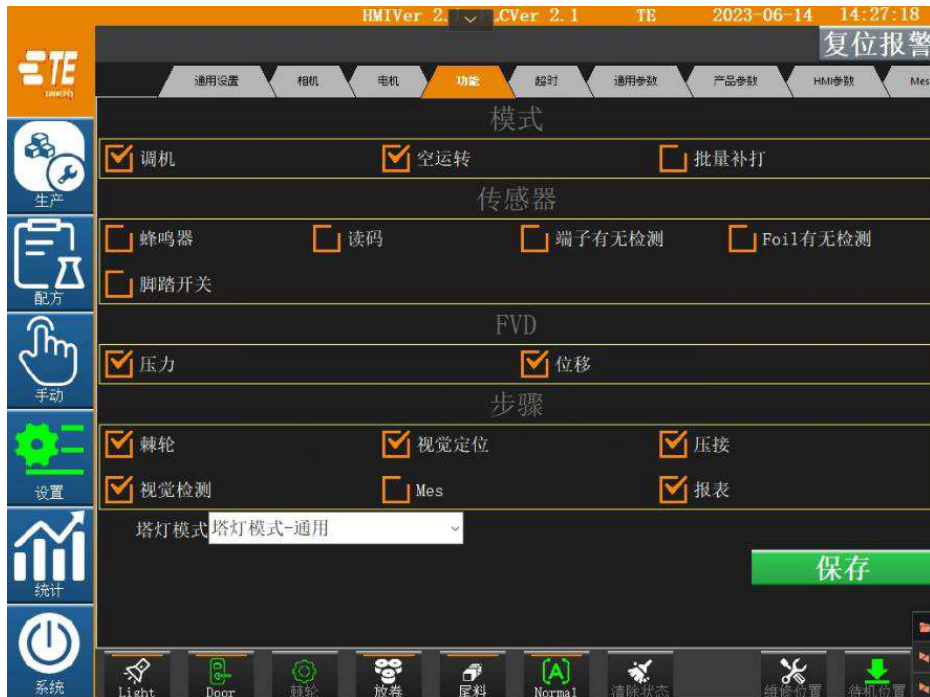 HMIVer 2. CVer 2.1 TE 2023-06-14 14:27:18
复位报警
TE
通用设置 相机 电机 功能 超时 通用参数 产品参数 HMI参数 Mes
模式
调机 空运转 批量补打
生产
传感器
蜂鸣器 读码 端子有无检测 Foil有无检测
脚踏开关
配方
FVD
压力 位移
手动
步骤
棘轮 视觉定位 压接
视觉检测 Mes 报表
设置
塔灯模式 塔灯模式-通用
保存
统计
系统
Light Door 棘轮 放卷 尾料 Normal 清除状态 维修位置 待机位置